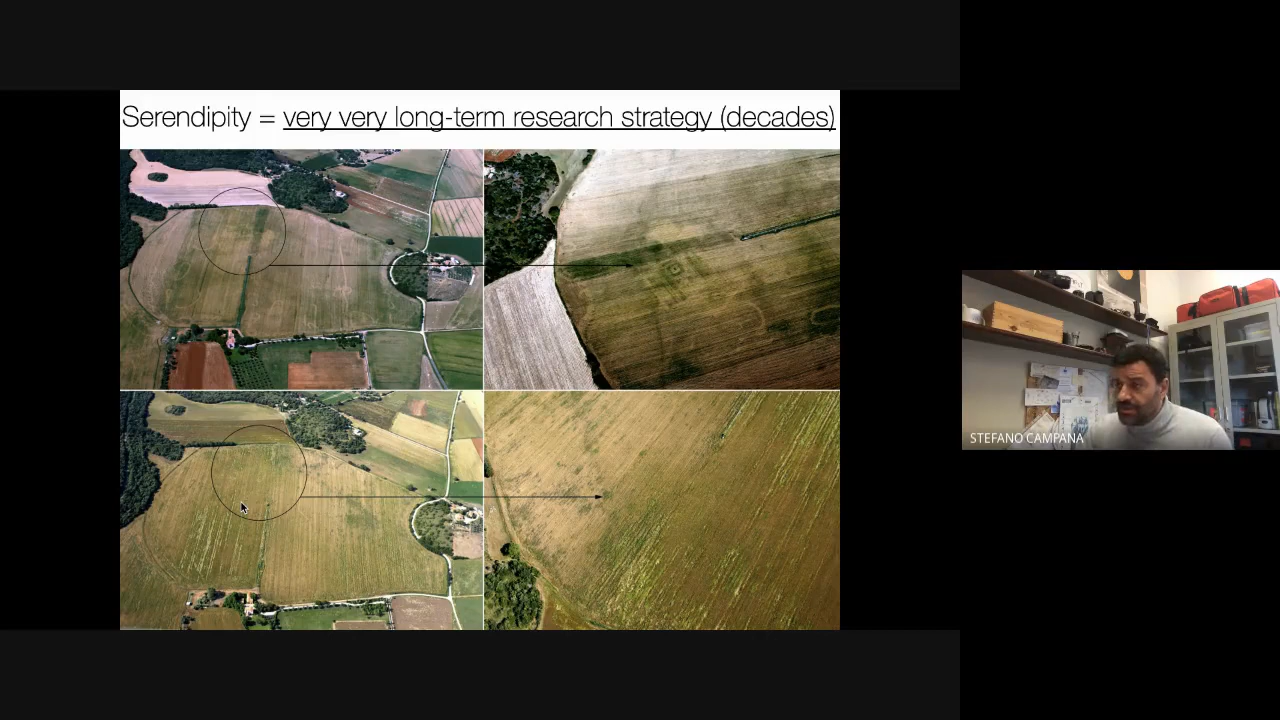 Serendipity = very very long-term research strategy (decades)
STEFANO CAMPANA